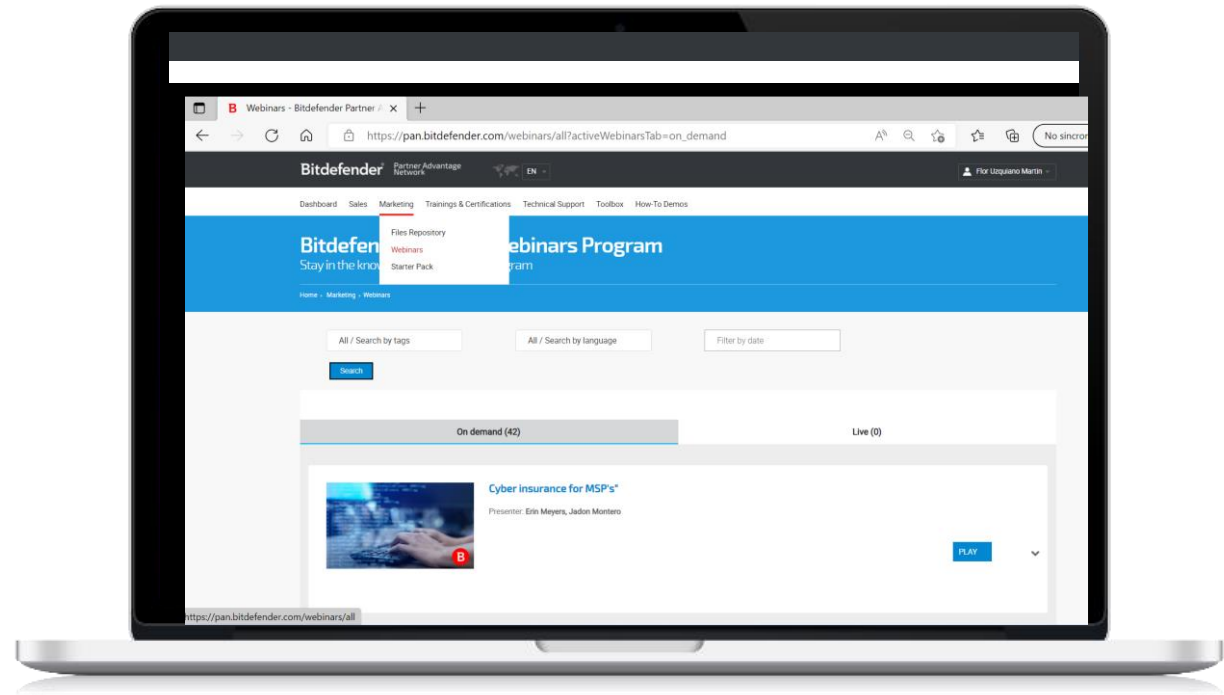 B Webinars - Bitdefender Partner A
https://pan.bitdefender.com/webinars/all?activeWebinarsTab=on_demand
No sincror
Bitdefender Partner Advantage Network EN
Flor Uzquiano Martin
Dashboard Sales Marketing Trainings & Certifications Technical Support Toolbox How-To Demos
Files Repository
Webinars
Starter Pack
Bitdefen ebinars Program
Stay in the know gram
Home Marketing Webinars
All / Search by tags All / Search by language Filter by date
Search
On demand (42) Live (0)
Cyber insurance for MSP's"
Presenter: Erin Meyers, Jadon Montero
B
PLAY
https://pan.bitdefender.com/webinars/all